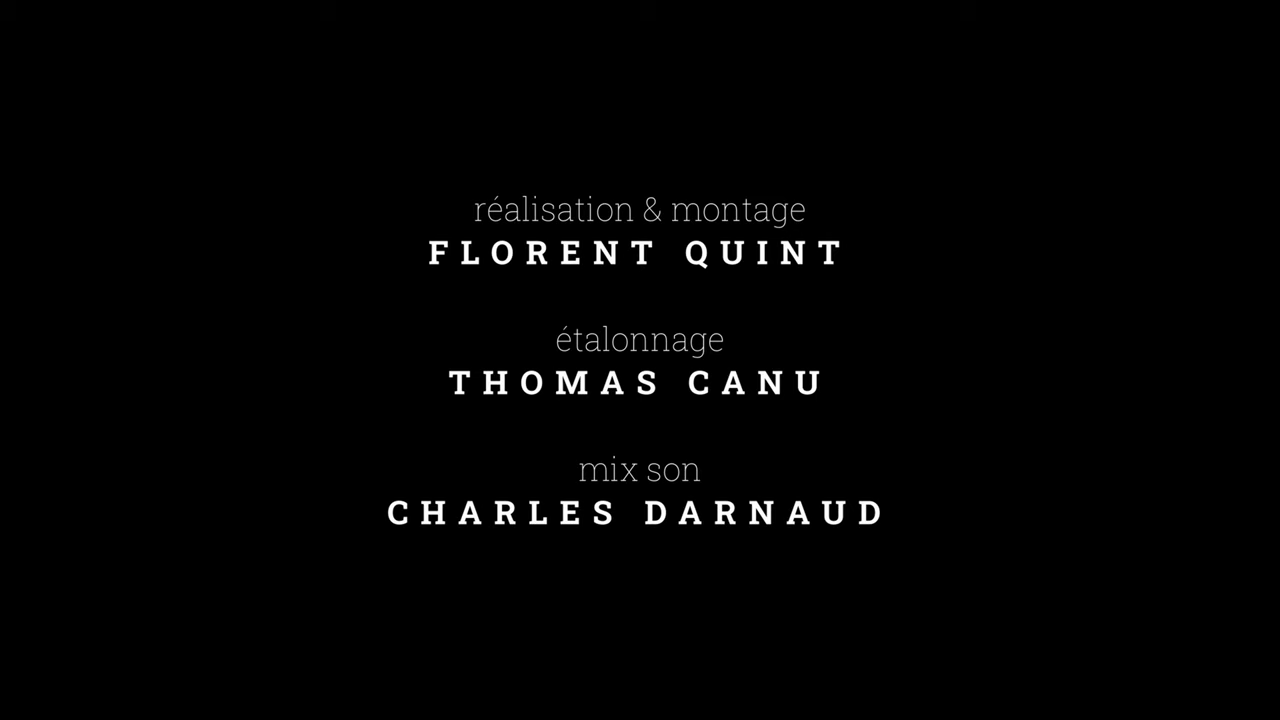 réalisation & montage
FLORENT QUINT
étalonnage
THOMAS CANU
mix son
CHARLES DARNAUD